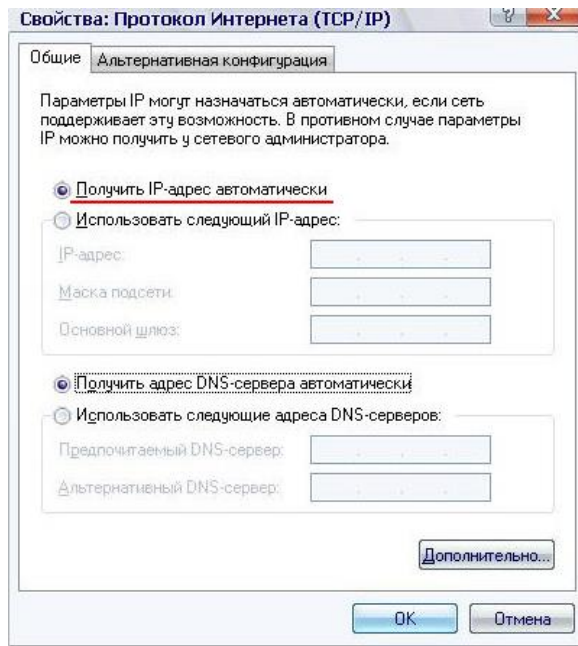 Свойства: Протокол Интернета (TCP/IP)
Общие
Альтернативная конфигурация
Параметры IP могут назначаться автоматически, если сеть
поддерживает эту возможность. В противном случае параметры
IP можно получить у сетевого администратора.
Получить IP-адрес автоматически
Использовать следующий IP-адрес:
IP-адрес:
Маска подсети:
Основной шлюз:
Получить адрес DNS-сервера автоматически
Использовать следующие адреса DNS-серверов:
Предпочитаемый DNS-сервер:
Альтернативный DNS-сервер:
Дополнительно...
OK
Отмена